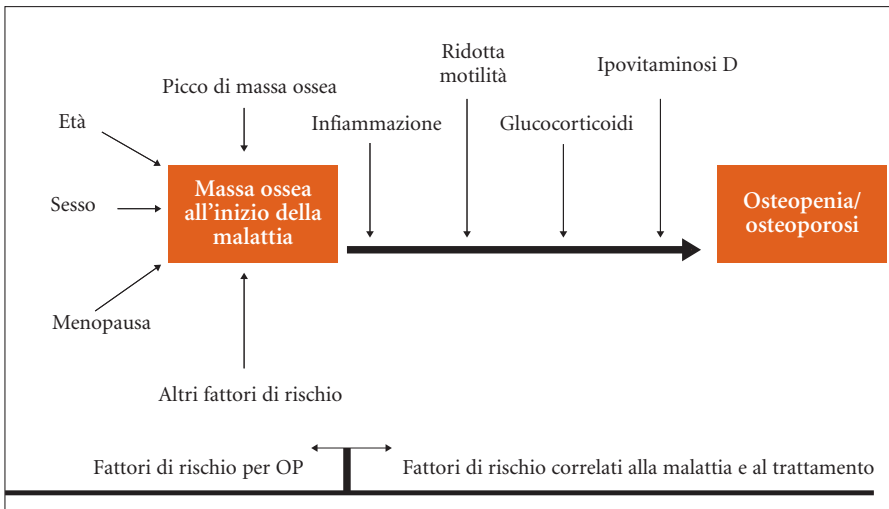 Picco di massa ossea
Età
Sesso
Menopausa
Massa ossea
all'inizio della
malattia
Altri fattori di rischio
Infiammazione
Ridotta
motilità
Glucocorticoidi
Ipovitaminosi D
Osteopenia/
osteoporosi
Fattori di rischio per OP
Fattori di rischio correlati alla malattia e al trattamento